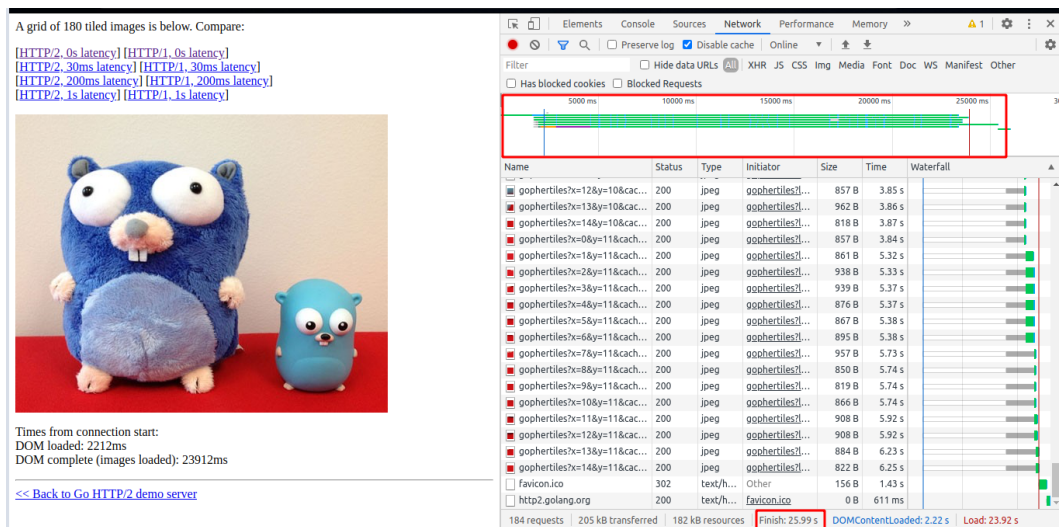 A grid of 180 tiled images is below. Compare:
[HTTP/2, 0s latency] [HTTP/1, 0s latency]
[HTTP/2, 30ms latency] [HTTP/1, 30ms latency]
[HTTP/2, 200ms latency] [HTTP/1, 200ms latency]
[HTTP/2, 1s latency] [HTTP/1, 1s latency]
Times from connection start:
DOM loaded: 2212ms
DOM complete (images loaded): 23912ms
<< Back to Go HTTP/2 demo server
Elements Console Sources Network Performance Memory » 1
Preserve log Disable cache Online
Filter Hide data URLs All XHR JS CSS Img Media Font Doc WS Manifest Other
Has blocked cookies Blocked Requests
5000 ms 10000 ms 15000 ms 20000 ms 25000 ms
Name Status Type Initiator Size Time Waterfall
gophertiles?x=12&y=10&cac... 200 jpeg gophertiles?l... 857 B 3.85 s
gophertiles?x=13&y=10&cac... 200 jpeg gophertiles?l... 962 B 3.86 s
gophertiles?x=14&y=10&cac... 200 jpeg gophertiles?l... 818 B 3.87 s
gophertiles?x=0&y=11&cach... 200 jpeg gophertiles?l... 857 B 3.84 s
gophertiles?x=1&y=11&cach... 200 jpeg gophertiles?l... 861 B 5.32 s
gophertiles?x=2&y=11&cach... 200 jpeg gophertiles?l... 938 B 5.33 s
gophertiles?x=3&y=11&cach... 200 jpeg gophertiles?l... 939 B 5.37 s
gophertiles?x=4&y=11&cach... 200 jpeg gophertiles?l... 876 B 5.37 s
gophertiles?x=5&y=11&cach... 200 jpeg gophertiles?l... 867 B 5.38 s
gophertiles?x=6&y=11&cach... 200 jpeg gophertiles?l... 895 B 5.38 s
gophertiles?x=7&y=11&cach... 200 jpeg gophertiles?l... 957 B 5.73 s
gophertiles?x=8&y=11&cach... 200 jpeg gophertiles?l... 850 B 5.74 s
gophertiles?x=9&y=11&cach... 200 jpeg gophertiles?l... 819 B 5.74 s
gophertiles?x=10&y=11&cac... 200 jpeg gophertiles?l... 866 B 5.74 s
gophertiles?x=11&y=11&cac... 200 jpeg gophertiles?l... 908 B 5.92 s
gophertiles?x=12&y=11&cac... 200 jpeg gophertiles?l... 908 B 5.92 s
gophertiles?x=13&y=11&cac... 200 jpeg gophertiles?l... 884 B 6.23 s
gophertiles?x=14&y=11&cac... 200 jpeg gophertiles?l... 822 B 6.25 s
favicon.ico 302 text/h... Other 156 B 1.43 s
http2.golang.org 200 text/h... favicon.ico 0 B 611 ms
184 requests 205 kB transferred 182 kB resources Finish: 25.99 s DOMContentLoaded: 2.22 s Load: 23.92 s